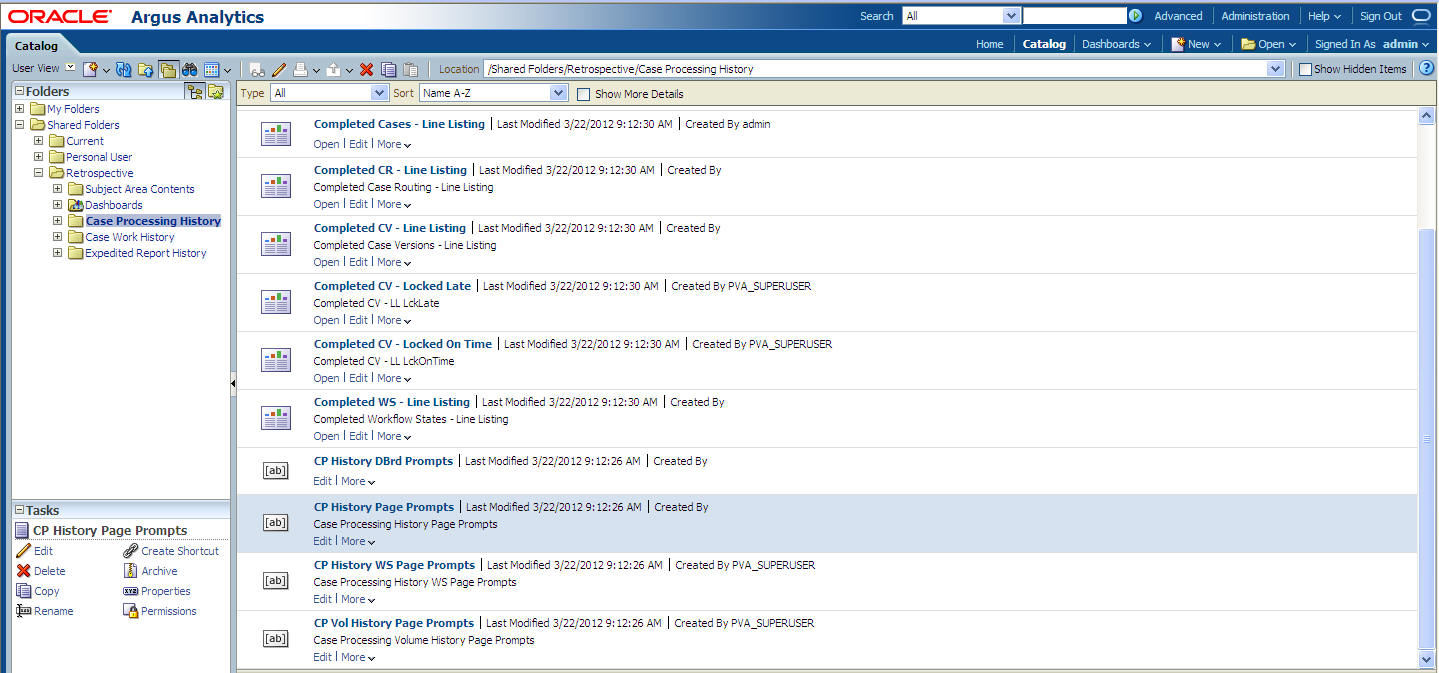 ORACLE® Argus Analytics Search All Advanced Administration Help Sign Out
Catalog Home Catalog Dashboards New Open Signed In As admin
User View Location /Shared Folders/Retrospective/Case Processing History Show Hidden Items
Folders
My Folders
Shared Folders
Current
Personal User
Retrospective
Subject Area Contents
Dashboards
Case Processing History
Case Work History
Expedited Report History
Tasks
CP History Page Prompts
Edit Create Shortcut
Delete Archive
Copy Properties
Rename Permissions
Type All Sort Name A-Z Show More Details
Completed Cases - Line Listing | Last Modified 3/22/2012 9:12:30 AM | Created By admin
Open | Edit | More
Completed CR - Line Listing | Last Modified 3/22/2012 9:12:30 AM | Created By
Completed Case Routing - Line Listing
Open | Edit | More
Completed CV - Line Listing | Last Modified 3/22/2012 9:12:30 AM | Created By
Completed Case Versions - Line Listing
Open | Edit | More
Completed CV - Locked Late | Last Modified 3/22/2012 9:12:30 AM | Created By PVA_SUPERUSER
Completed CV - LL LckLate
Open | Edit | More
Completed CV - Locked On Time | Last Modified 3/22/2012 9:12:30 AM | Created By PVA_SUPERUSER
Completed CV - LL LckOnTime
Open | Edit | More
Completed WS - Line Listing | Last Modified 3/22/2012 9:12:30 AM | Created By
Completed Workflow States - Line Listing
Open | Edit | More
[ab] CP History DBrd Prompts | Last Modified 3/22/2012 9:12:26 AM | Created By
Edit | More
[ab] CP History Page Prompts | Last Modified 3/22/2012 9:12:26 AM | Created By
Case Processing History Page Prompts
Edit | More
[ab] CP History WS Page Prompts | Last Modified 3/22/2012 9:12:26 AM | Created By PVA_SUPERUSER
Case Processing History WS Page Prompts
Edit | More
[ab] CP Vol History Page Prompts | Last Modified 3/22/2012 9:12:26 AM | Created By PVA_SUPERUSER
Case Processing Volume History Page Prompts
Edit | More